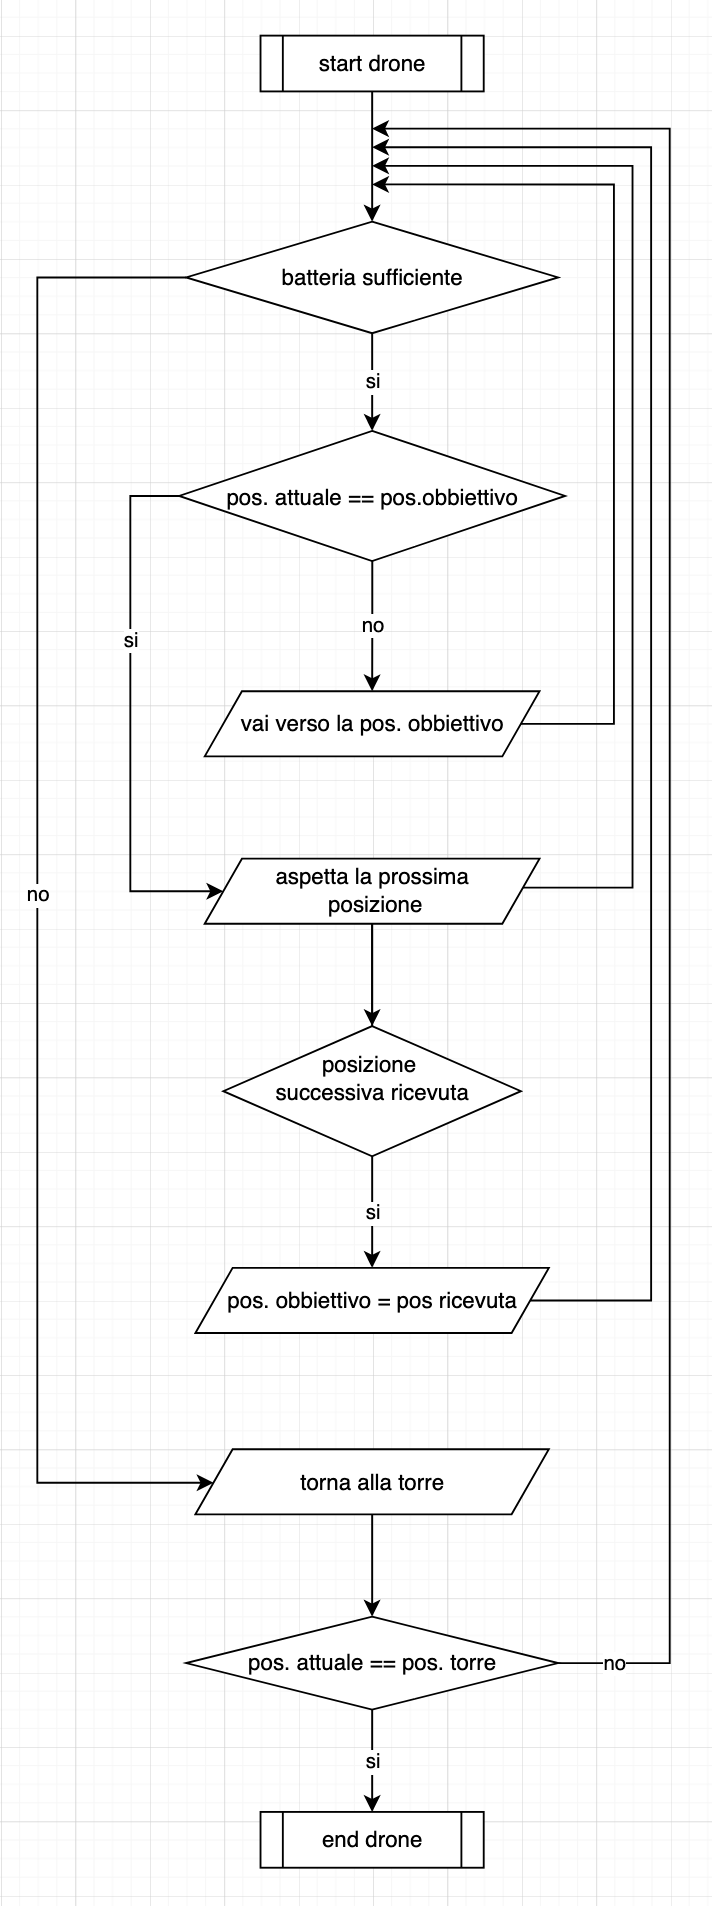 start drone
batteria sufficiente
si
pos. attuale == pos.obbiettivo
no
si
vai verso la pos. obbiettivo
aspetta la prossima
posizione
no
posizione
successiva ricevuta
si
pos. obbiettivo = pos ricevuta
torna alla torre
pos. attuale == pos. torre
no
si
end drone